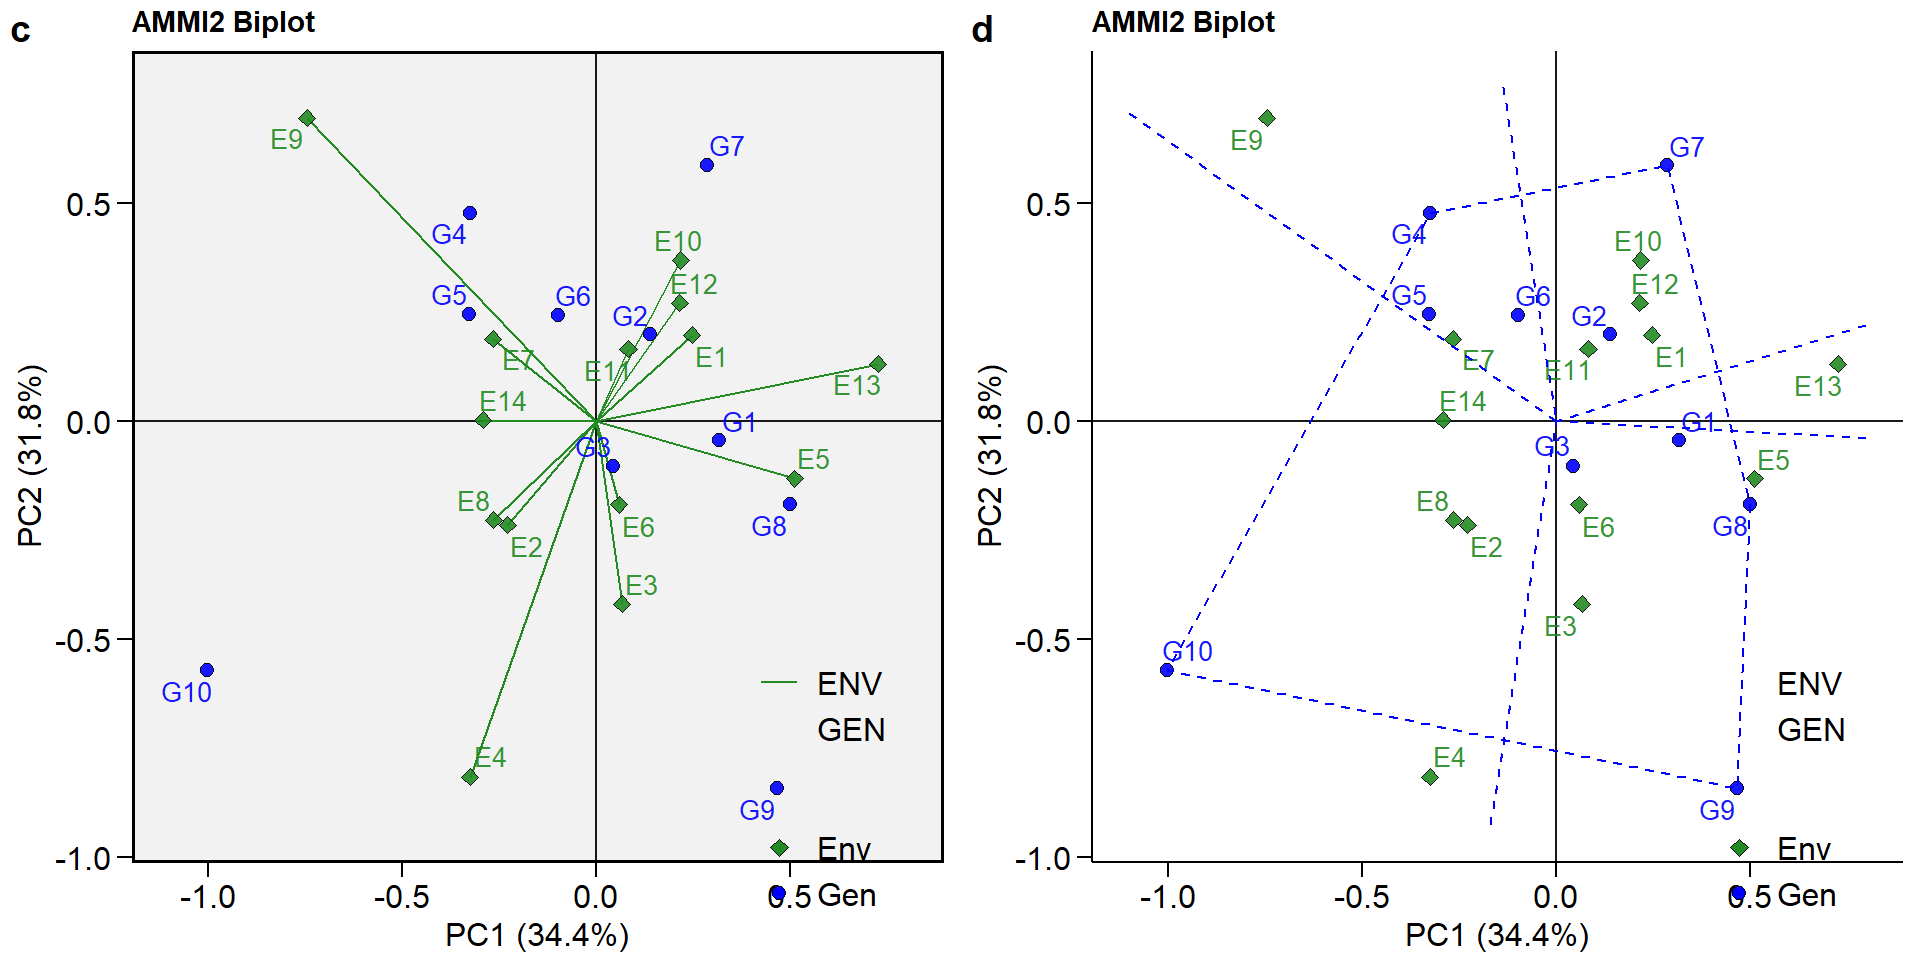 c
AMMI2 Biplot
E9
G7
0.5
G4
E10
E12
G5
G6
G2
E7
E11
E1
E13
E14
0.0
G1
G3
E5
E8
E6
G8
E2
E3
-0.5
G10
ENV
GEN
E4
G9
Env
-1.0
-1.0 -0.5 0.0 0.5
Gen
PC1 (34.4%)
PC2 (31.8%)
d
AMMI2 Biplot
E9
G7
0.5
G4
E10
E12
G5
G6
G2
E7
E11
E1
E13
E14
0.0
G1
G3
E5
E8
E6
G8
E2
E3
-0.5
G10
ENV
GEN
E4
G9
Env
-1.0
-1.0 -0.5 0.0 0.5
Gen
PC1 (34.4%)
PC2 (31.8%)